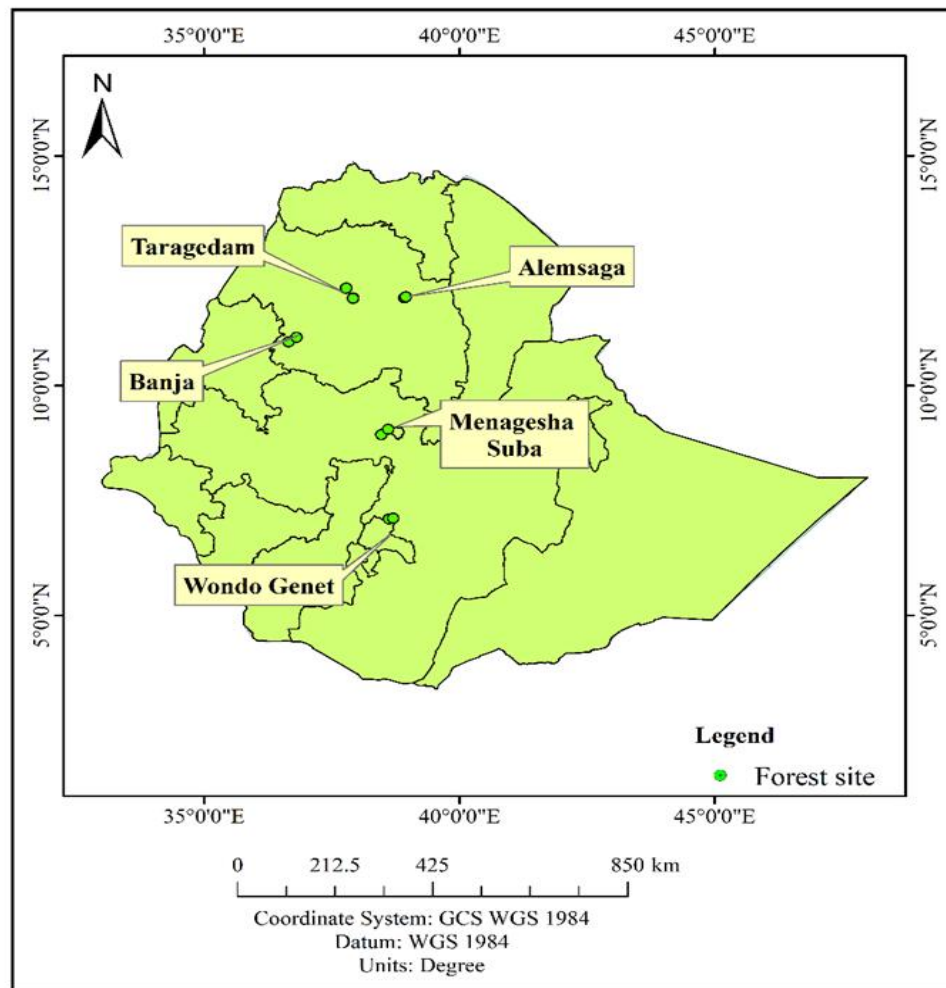 35°0'0"E 40°0'0"E 45°0'0"E
N
15°0'0"N 15°0'0"N
Taragedam
Alemsaga
Banja
10°0'0"N 10°0'0"N
Menagesha
Suba
Wondo Genet
5°0'0"N 5°0'0"N
Legend
Forest site
35°0'0"E 40°0'0"E 45°0'0"E
0 212.5 425 850 km
Coordinate System: GCS WGS 1984
Datum: WGS 1984
Units: Degree